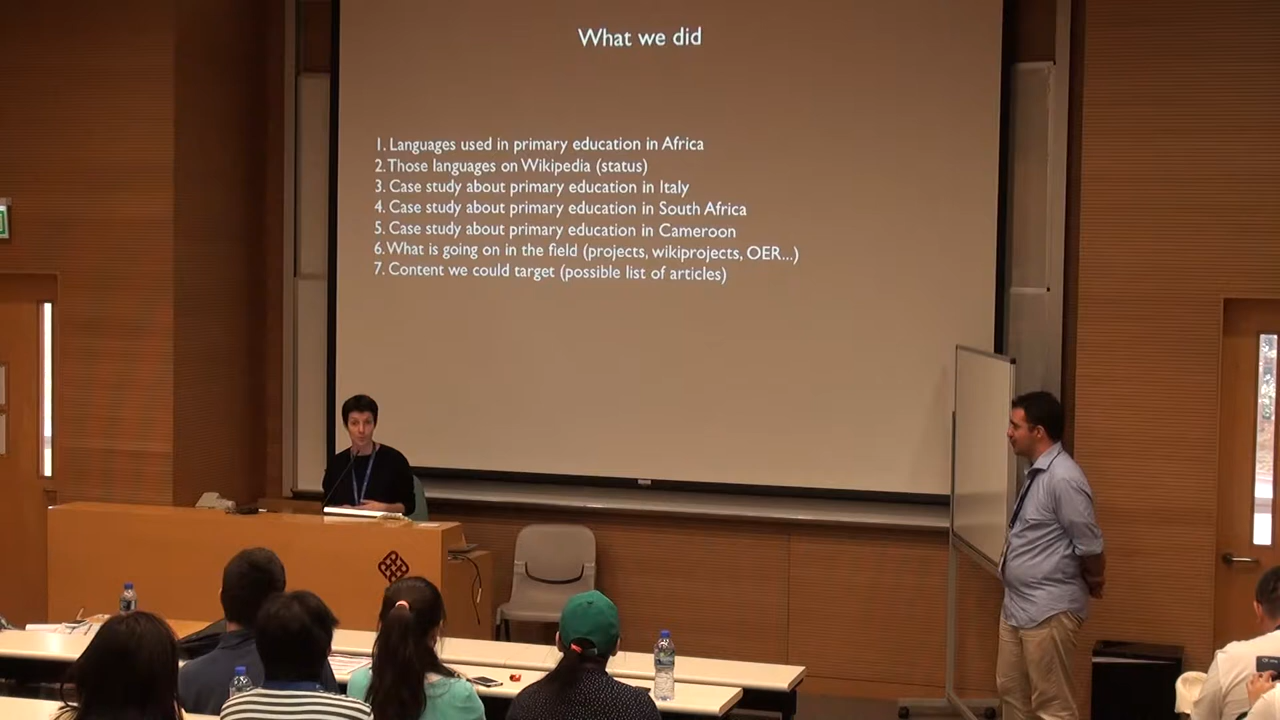 What we did
1. Languages used in primary education in Africa
2. Those languages on Wikipedia (status)
3. Case study about primary education in Italy
4. Case study about primary education in South Africa
5. Case study about primary education in Cameroon
6. What is going on in the field (projects, wikiprojects, OER...)
7. Content we could target (possible list of articles)